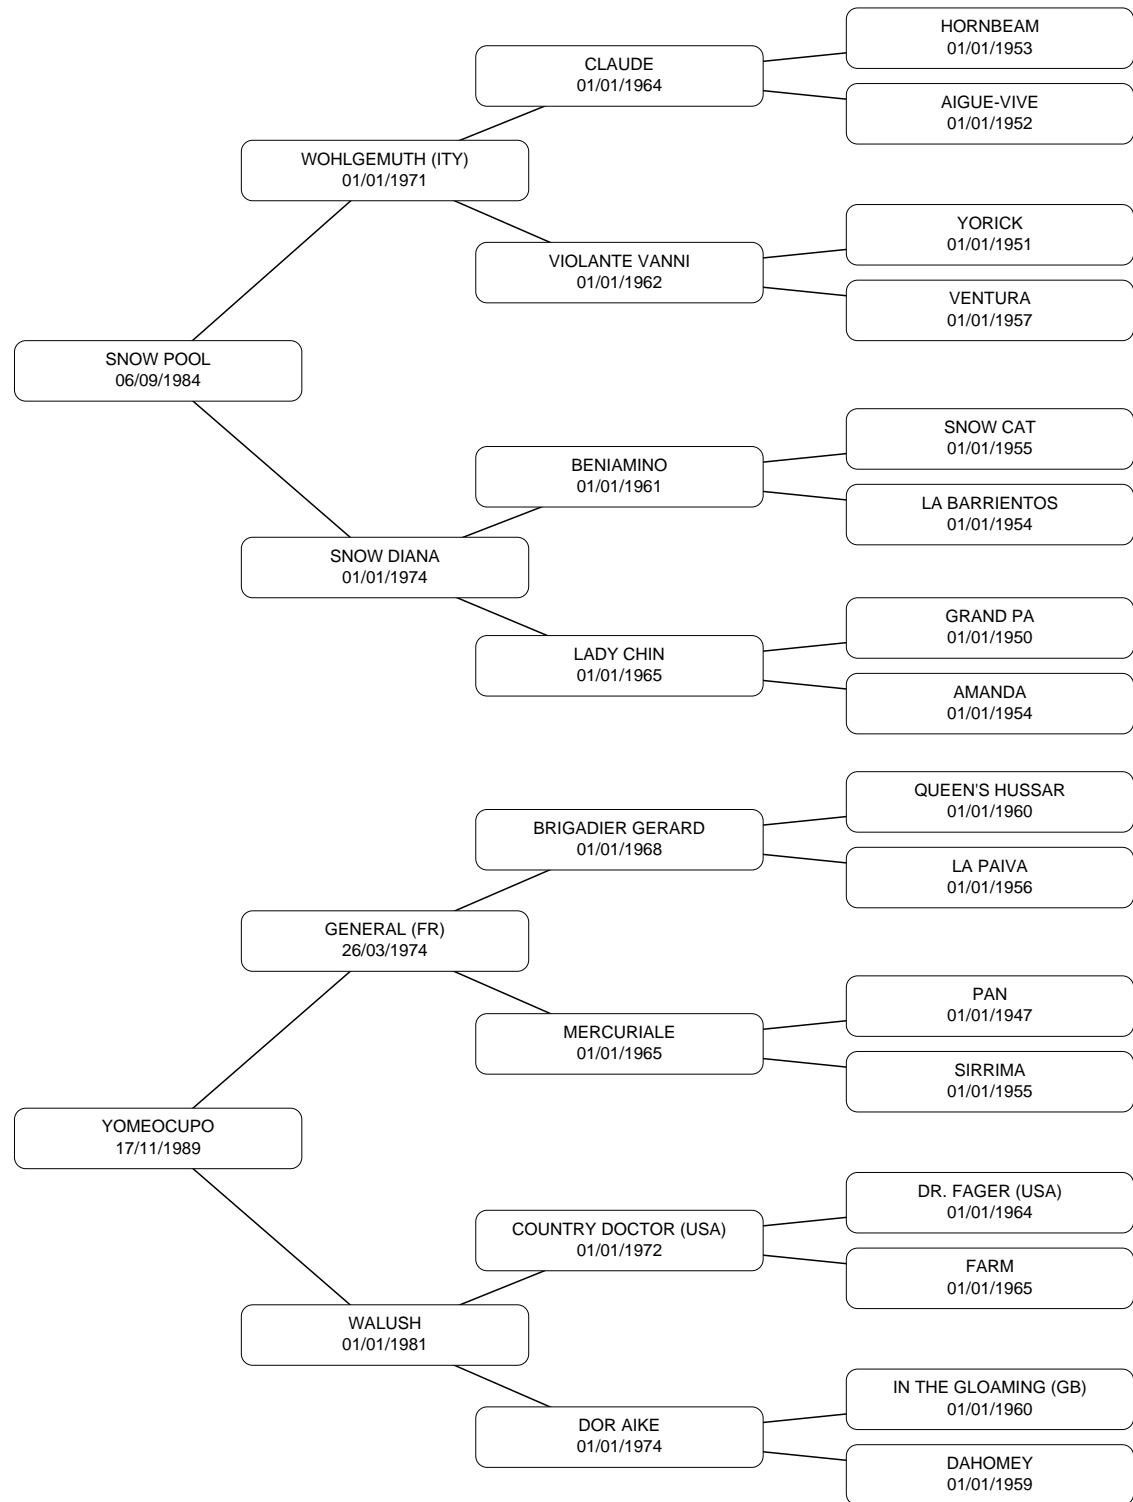 HORNBEAM
01/01/1953
CLAUDE
01/01/1964
AIGUE-VIVE
01/01/1952
WOHLGEMUTH (ITY)
01/01/1971
YORICK
01/01/1951
VIOLANTE VANNI
01/01/1962
VENTURA
01/01/1957
SNOW POOL
06/09/1984
SNOW CAT
01/01/1955
BENIAMINO
01/01/1961
LA BARRIENTOS
01/01/1954
SNOW DIANA
01/01/1974
GRAND PA
01/01/1950
LADY CHIN
01/01/1965
AMANDA
01/01/1954
QUEEN'S HUSSAR
01/01/1960
BRIGADIER GERARD
01/01/1968
LA PAIVA
01/01/1956
GENERAL (FR)
26/03/1974
PAN
01/01/1947
MERCURIALE
01/01/1965
SIRRIMA
01/01/1955
YOMEOCUPO
17/11/1989
DR. FAGER (USA)
01/01/1964
COUNTRY DOCTOR (USA)
01/01/1972
FARM
01/01/1965
WALUSH
01/01/1981
IN THE GLOAMING (GB)
01/01/1960
DOR AIKE
01/01/1974
DAHOMEY
01/01/1959